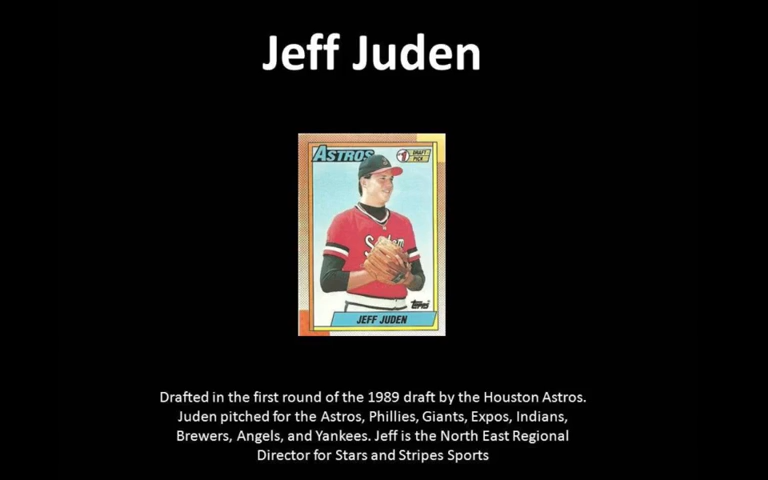 Jeff Juden
ASTROS
#1 DRAFT PICK
Salem
Topps
JEFF JUDEN
Drafted in the first round of the 1989 draft by the Houston Astros.
Juden pitched for the Astros, Phillies, Giants, Expos, Indians,
Brewers, Angels, and Yankees. Jeff is the North East Regional
Director for Stars and Stripes Sports